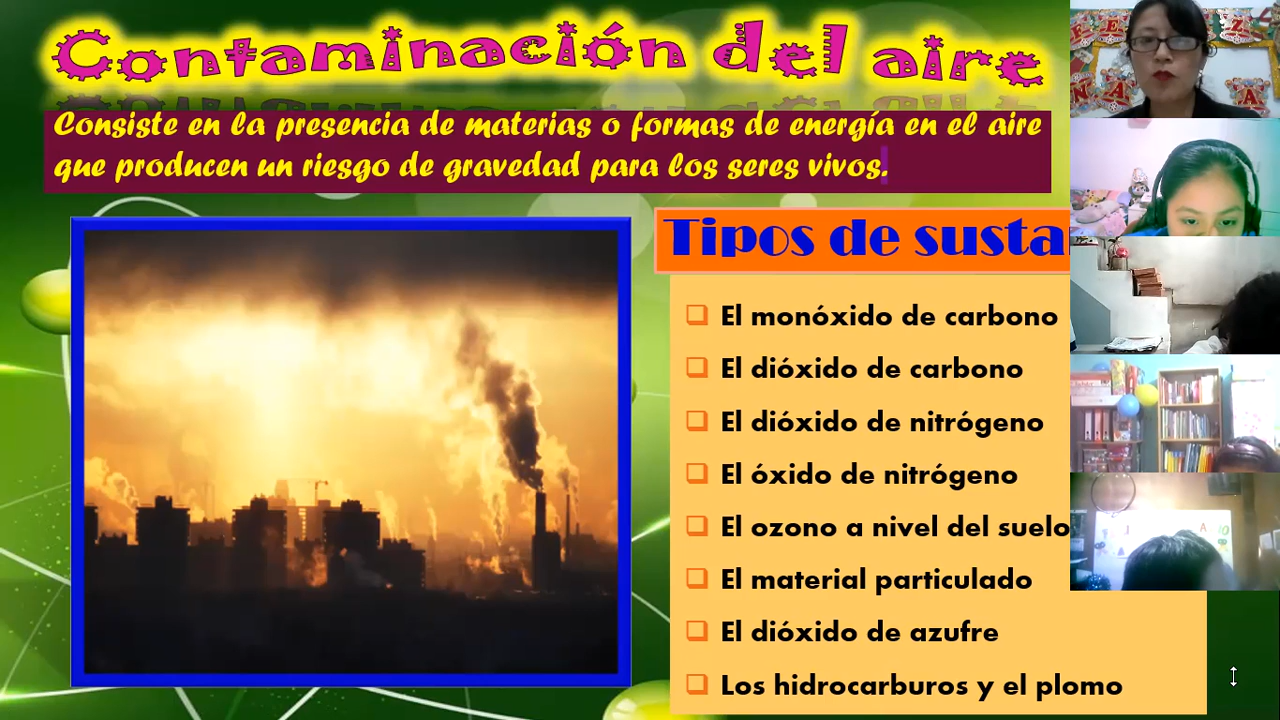 Contaminación del aire
Consiste en la presencia de materias o formas de energía en el aire
que producen un riesgo de gravedad para los seres vivos.
Tipos de susta
El monóxido de carbono
El dióxido de carbono
El dióxido de nitrógeno
El óxido de nitrógeno
El ozono a nivel del suelo
El material particulado
El dióxido de azufre
Los hidrocarburos y el plomo